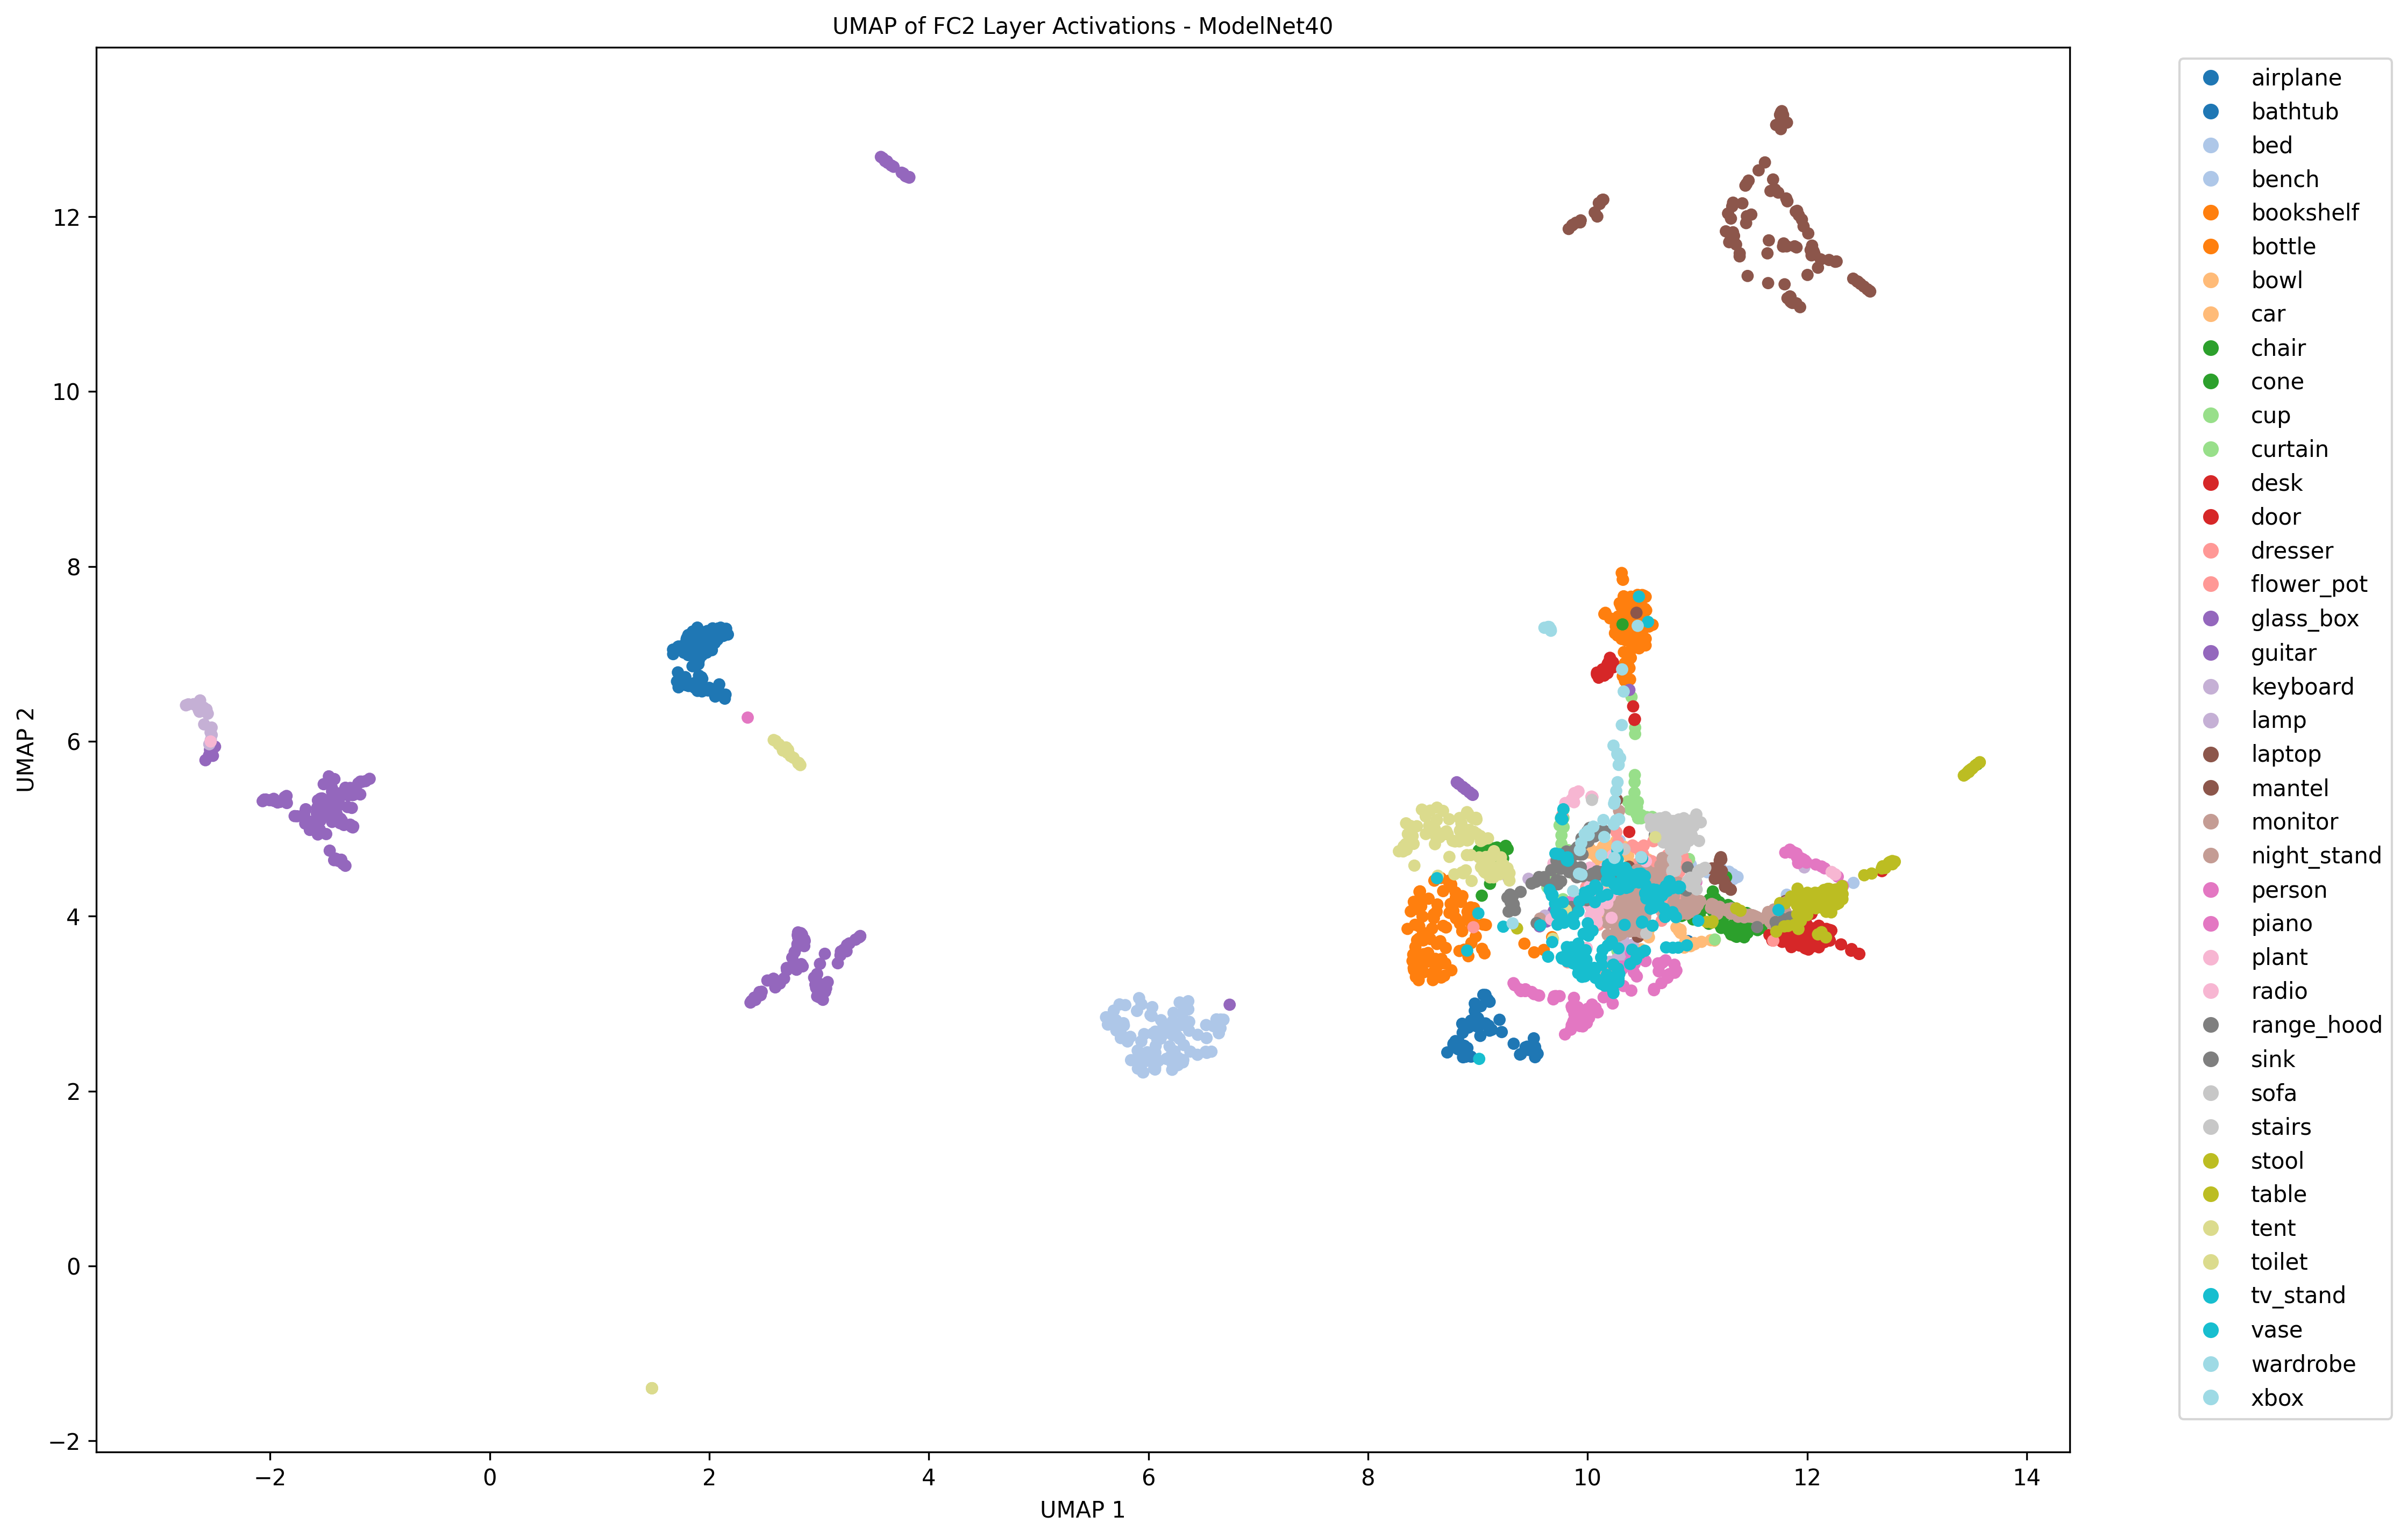 UMAP of FC2 Layer Activations - ModelNet40
12
10
8
6
4
2
0
−2
UMAP 2
−2
0
2
4
6
8
10
12
14
UMAP 1
airplane
bathtub
bed
bench
bookshelf
bottle
bowl
car
chair
cone
cup
curtain
desk
door
dresser
flower_pot
glass_box
guitar
keyboard
lamp
laptop
mantel
monitor
night_stand
person
piano
plant
radio
range_hood
sink
sofa
stairs
stool
table
tent
toilet
tv_stand
vase
wardrobe
xbox